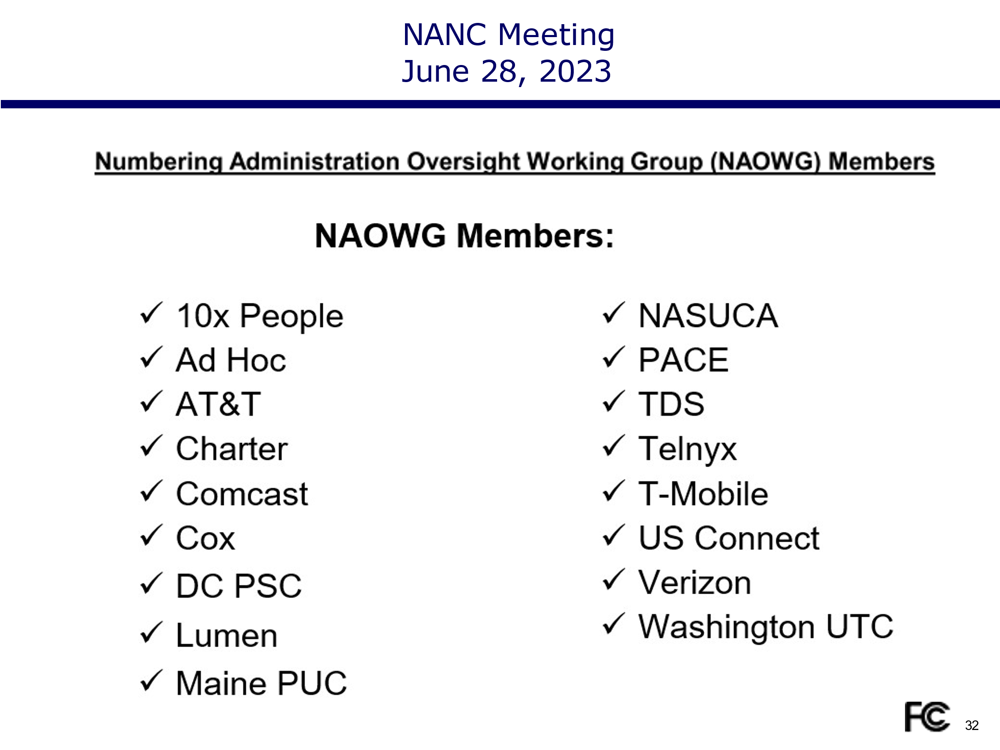 NANC Meeting
June 28, 2023
Numbering Administration Oversight Working Group (NAOWG) Members
NAOWG Members:
✓ 10x People
✓ Ad Hoc
✓ AT&T
✓ Charter
✓ Comcast
✓ Cox
✓ DC PSC
✓ Lumen
✓ Maine PUC
✓ NASUCA
✓ PACE
✓ TDS
✓ Telnyx
✓ T-Mobile
✓ US Connect
✓ Verizon
✓ Washington UTC
FCC
32